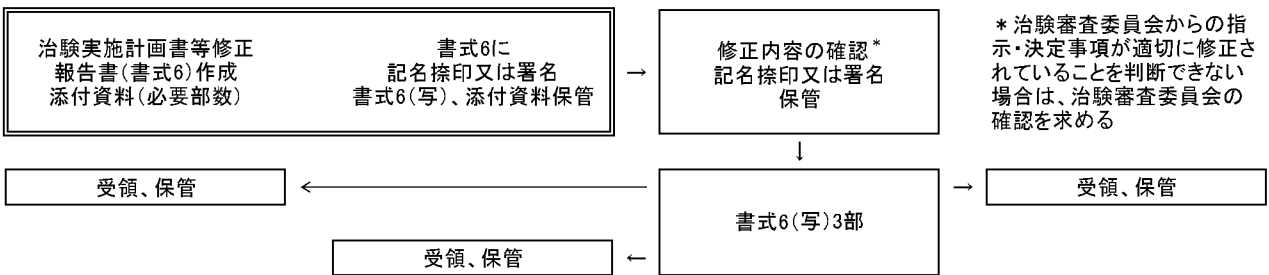 治験実施計画書等修正
報告書(書式6)作成
添付資料(必要部数)
書式6に
記名捺印又は署名
書式6(写)、添付資料保管
→
修正内容の確認*
記名捺印又は署名
保管
*治験審査委員会からの指
示・決定事項が適切に修正さ
れていることを判断できない
場合は、治験審査委員会の
確認を求める
↓
受領、保管
←
書式6(写)3部
→
受領、保管
受領、保管
←